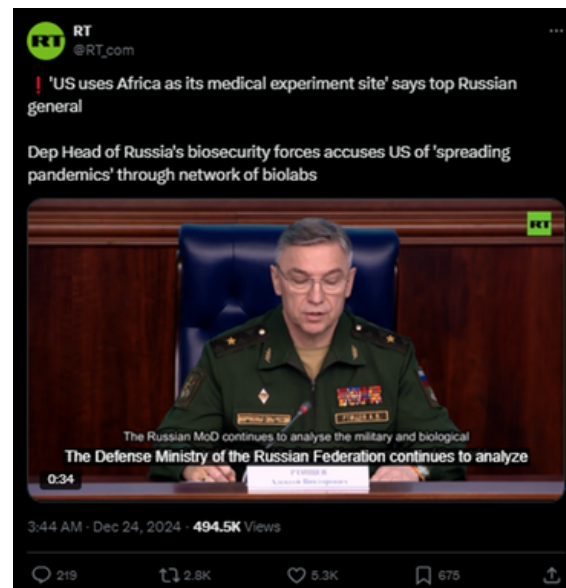 RT
RT
@RT_com
❗'US uses Africa as its medical experiment site' says top Russian
general
Dep Head of Russia's biosecurity forces accuses US of 'spreading
pandemics' through network of biolabs
RT
The Russian MoD continues to analyse the military and biological
The Defense Ministry of the Russian Federation continues to analyze
0:34
3:44 AM · Dec 24, 2024 · 494.5K Views
219 2.8K 5.3K 675